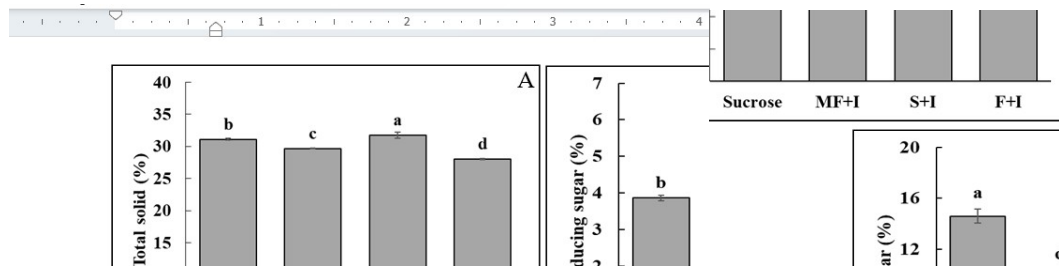 1 2 3 4
Sucrose MF+I S+I F+I
A
Total solid (%)
40
35
30
25
20
15
b c a d
ducing sugar (%)
7
6
5
4
3
b
ar (%)
20
16
12
a